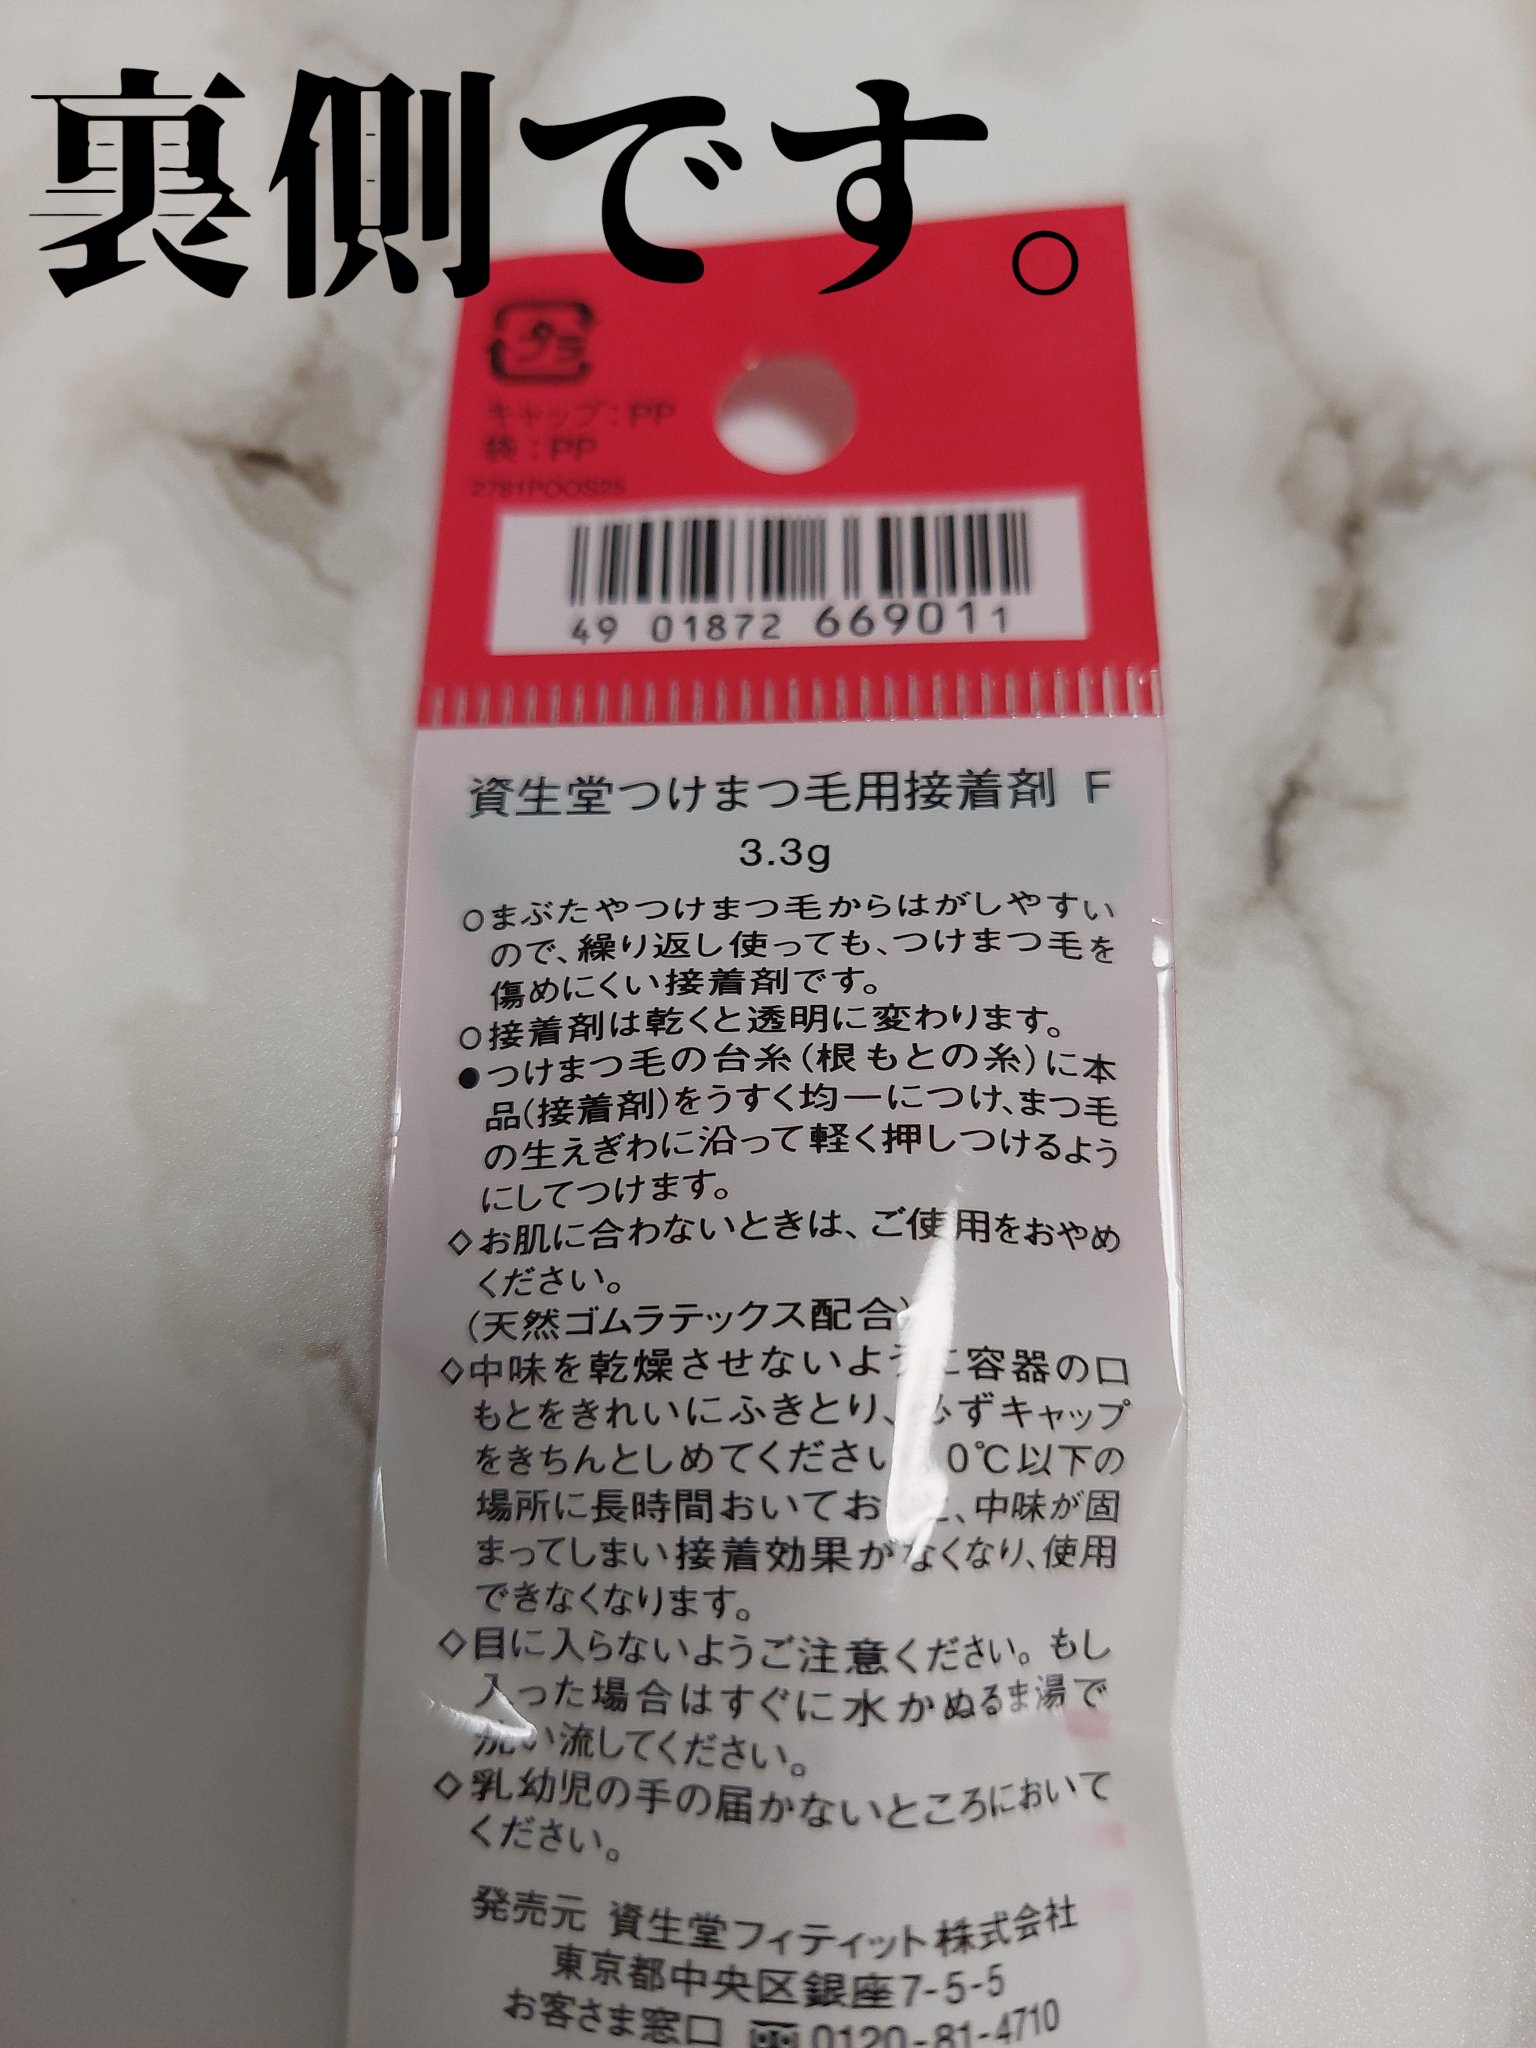 裏側です。
プラ
キャップ:PP
袋:PP
49 01872 669011
資生堂つけまつ毛用接着剤 F
3.3g
○まぶたやつけまつ毛からはがしやすい
ので、繰り返し使っても、つけまつ毛を
傷めにくい接着剤です。
○接着剤は乾くと透明に変わります。
●つけまつ毛の台糸(根もとの糸)に本
品(接着剤)をうすく均一につけ、まつ毛
の生えぎわに沿って軽く押しつけるよう
にしてつけます。
◇お肌に合わないときは、ご使用をおやめ
ください。
(天然ゴムラテックス配合)
◇中味を乾燥させないように容器の口
もとをきれいにふきとり、必ずキャップ
をきちんとしめてください 0℃以下の
場所に長時間おいておくと、中味が固
まってしまい接着効果がなくなり、使用
できなくなります。
◇目に入らないようご注意ください。もし
入った場合はすぐに水かぬるま湯で
洗い流してください。
◇乳幼児の手の届かないところにおいて
ください。
発売元 資生堂フィティット株式会社
東京都中央区銀座7-5-5
お客さま窓口 0120-81-4710